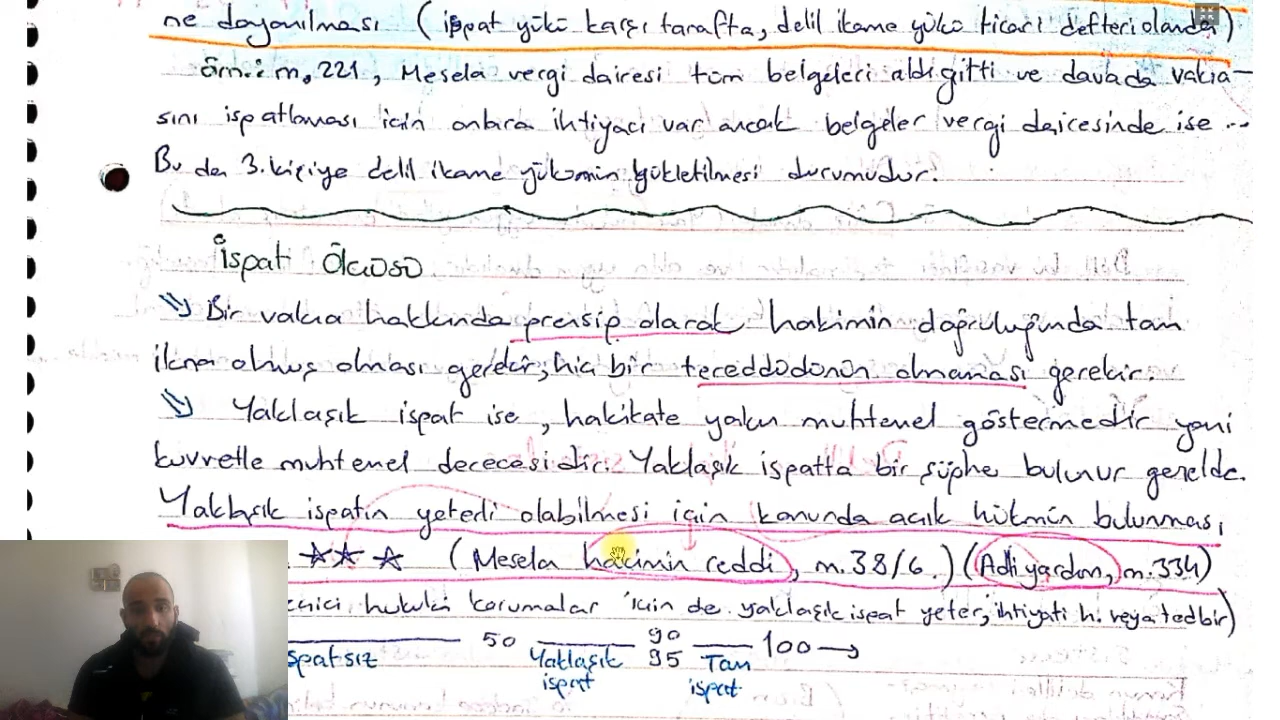 ne dayanılması (ispat yükü karşı tarafta, delil ikame yükü ticari defteri olanda)
örn: m.221, Mesela vergi dairesi tüm belgeleri aldı gitti ve davada vakıa-
sını ispatlaması için onlara ihtiyacı var ancak belgeler vergi dairesinde ise ...
Bu da 3. kişiye delil ikame yükünün yükletilmesi durumudur.
İspat Ölçüsü
Bir vakıa hakkında prensip olarak hakimin doğruluğunda tam
ikna olmuş olması gerekir, hiç bir tereddüdünün olmaması gerekir.
Yaklaşık ispat ise, hakikate yakın muhtemel göstermedir yani
kuvvetle muhtemel derecesidir. Yaklaşık ispatta bir şüphe bulunur genelde.
Yaklaşık ispatın yeterli olabilmesi için kanunda açık hükmün bulunması,
(Mesela hakimin reddi, m.38/6.) (Adli yardım, m.334)
hukuki korumalar için de yaklaşık ispat yeter, ihtiyati h. veya tedbir)
50 90 100
95
spatsız Yaklaşık ispat Tam ispat